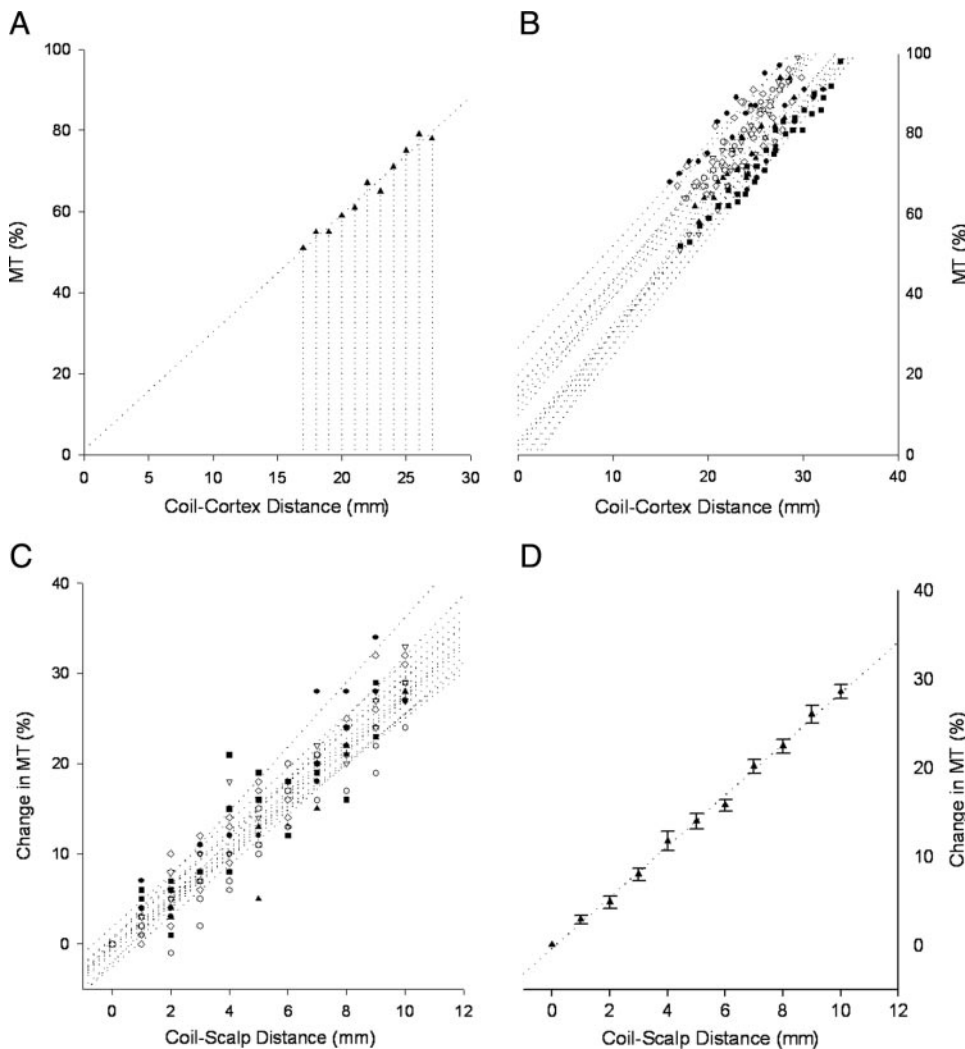 A
B
100
80
60
40
20
0
MT (%)
0 5 10 15 20 25 30
Coil-Cortex Distance (mm)
100
80
60
40
20
0
MT (%)
0 10 20 30 40
Coil-Cortex Distance (mm)
C
D
40
30
20
10
0
Change in MT (%)
0 2 4 6 8 10 12
Coil-Scalp Distance (mm)
40
30
20
10
0
Change in MT (%)
0 2 4 6 8 10 12
Coil-Scalp Distance (mm)